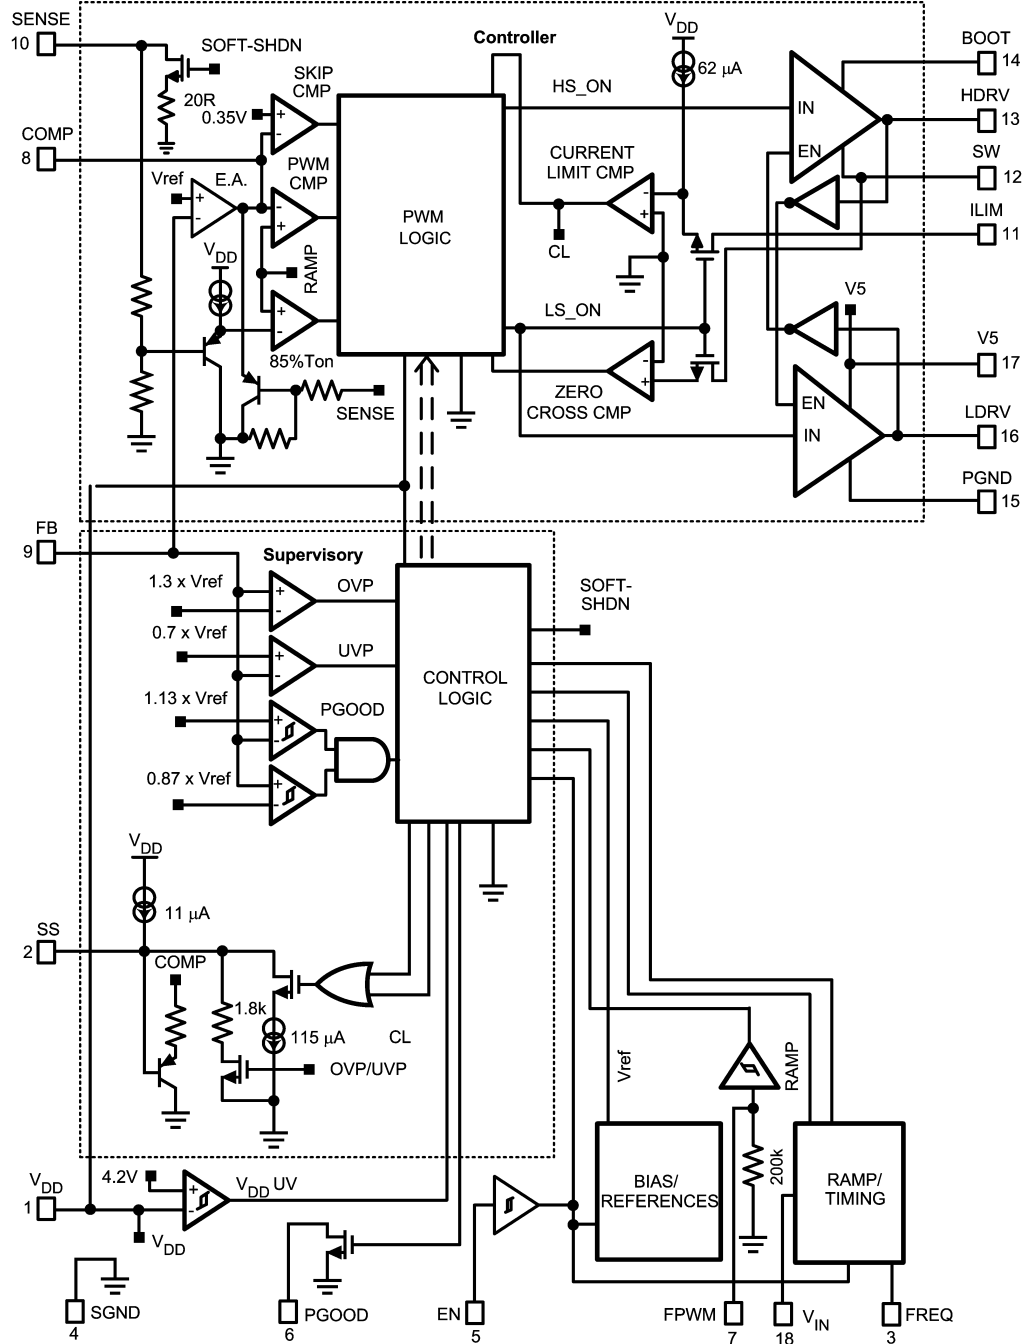 SENSE
10
SOFT-SHDN
20R
Controller
VDD
62 µA
BOOT
14
HDRV
13
SW
12
ILIM
11
SKIP
CMP
0.35V
+
-
HS_ON
IN
EN
COMP
8
Vref
E.A.
+
-
PWM
CMP
-
+
PWM
LOGIC
CURRENT
LIMIT CMP
-
+
CL
VDD
RAMP
+
-
85%Ton
SENSE
LS_ON
-
+
ZERO
CROSS CMP
V5
V5
17
EN
IN
LDRV
16
PGND
15
FB
9
Supervisory
1.3 x Vref
+
-
OVP
0.7 x Vref
+
-
UVP
1.13 x Vref
+
-
PGOOD
0.87 x Vref
+
-
CONTROL
LOGIC
SOFT-
SHDN
VDD
11 µA
SS
2
COMP
1.8k
115 µA
CL
OVP/UVP
Vref
RAMP
200k
BIAS/
REFERENCES
RAMP/
TIMING
4.2V
+
-
VDD UV
VDD
1
VDD
SGND
4
PGOOD
6
EN
5
FPWM
7
VIN
18
FREQ
3